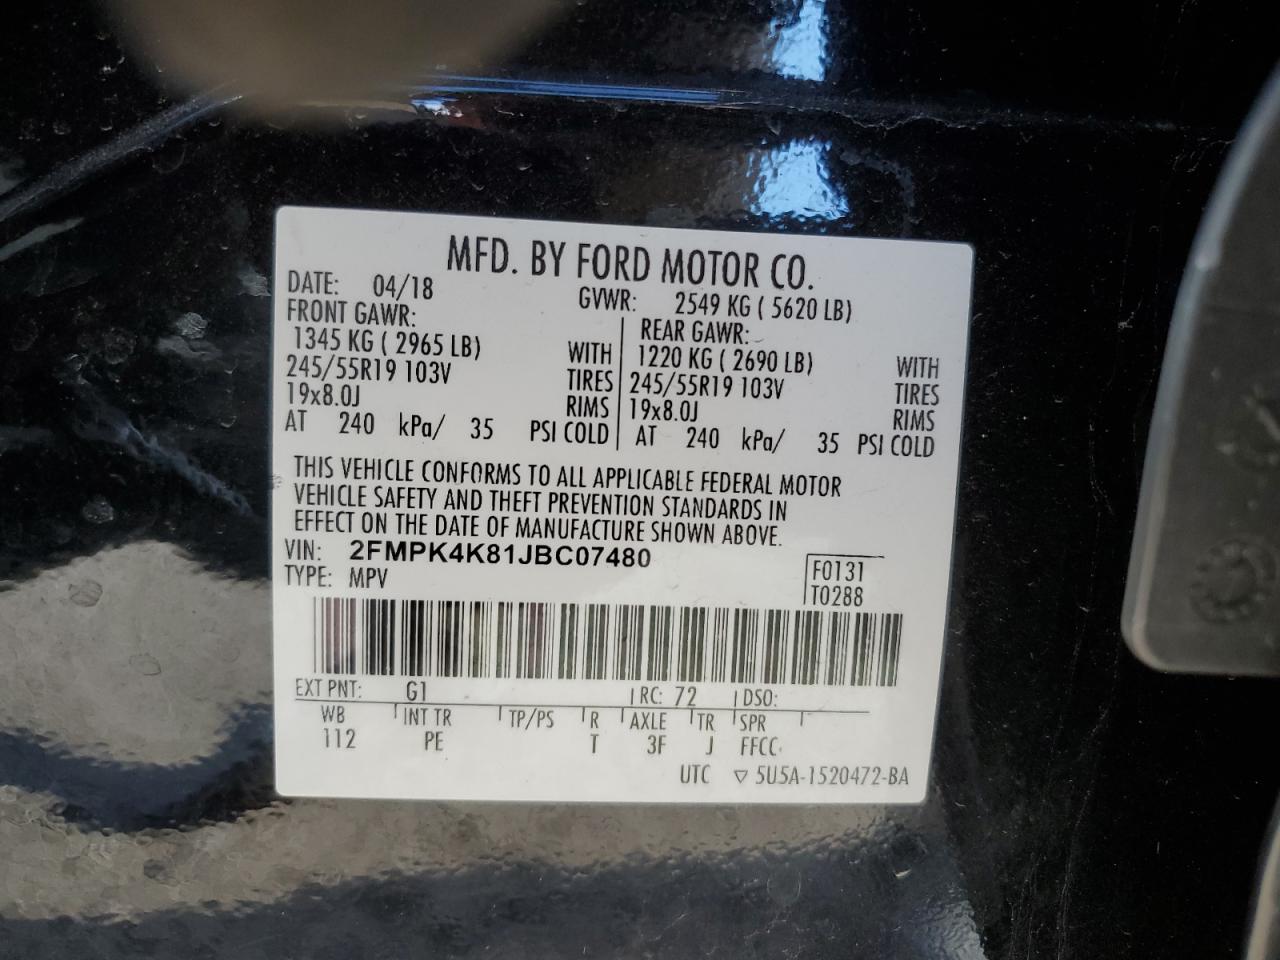 MFD. BY FORD MOTOR CO.
DATE: 04/18 GVWR: 2549 KG ( 5620 LB)
FRONT GAWR: REAR GAWR:
1345 KG ( 2965 LB) WITH 1220 KG ( 2690 LB) WITH
245/55R19 103V TIRES 245/55R19 103V TIRES
19x8.0J RIMS 19x8.0J RIMS
AT 240 kPa/ 35 PSI COLD AT 240 kPa/ 35 PSI COLD
THIS VEHICLE CONFORMS TO ALL APPLICABLE FEDERAL MOTOR
VEHICLE SAFETY AND THEFT PREVENTION STANDARDS IN
EFFECT ON THE DATE OF MANUFACTURE SHOWN ABOVE.
VIN: 2FMPK4K81JBC07480 F0131
TYPE: MPV T0288
EXT PNT: G1 RC: 72 DSO:
WB INT TR TP/PS R AXLE TR SPR
112 PE T 3F J FFCC
UTC ▽ 5U5A-1520472-BA